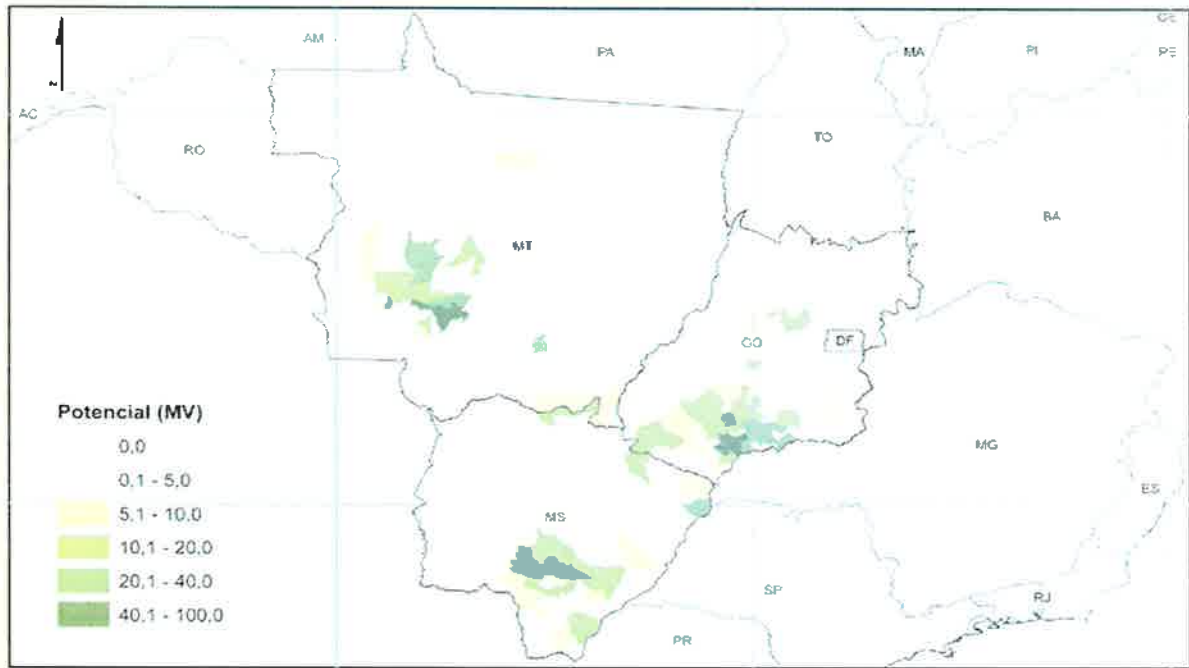 AM
PA
MA
PI
CE
PE
AC
RO
TO
BA
MT
GO
DF
MG
ES
MS
SP
RJ
PR
Potencial (MV)
0,0
0,1 - 5,0
5,1 - 10,0
10,1 - 20,0
20,1 - 40,0
40,1 - 100,0